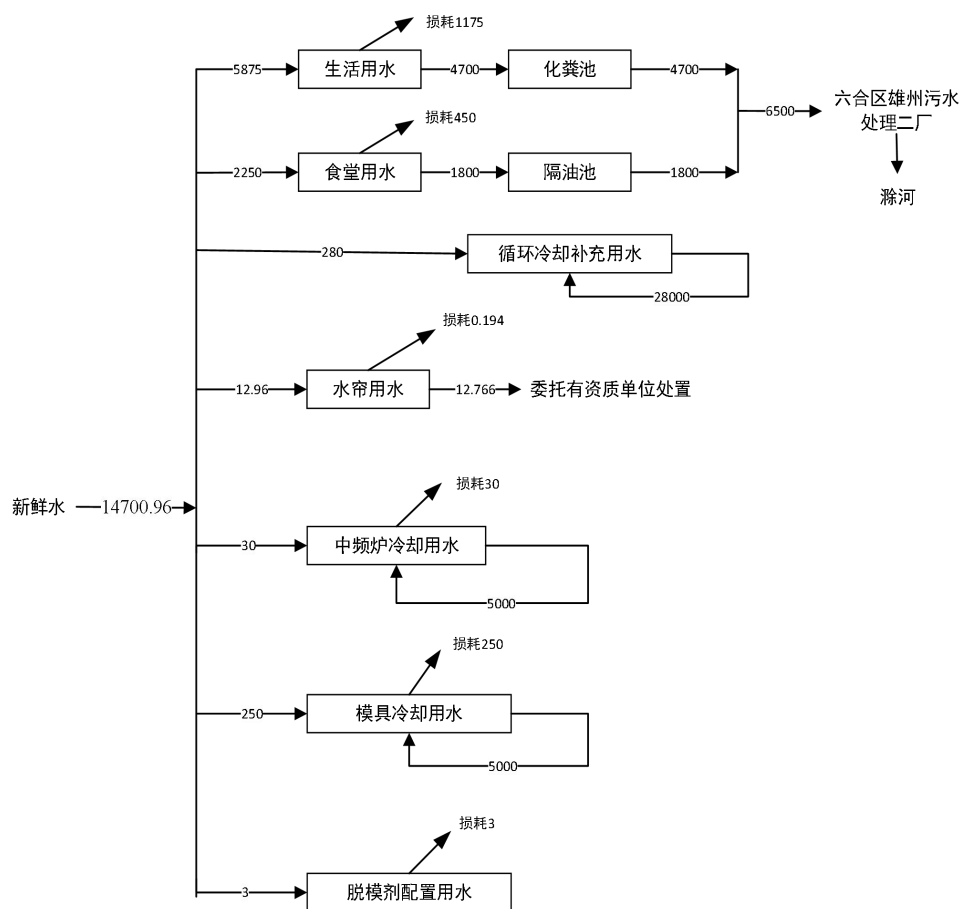 损耗1175
5875
生活用水
4700
化粪池
4700
6500
六合区雄州污水
处理二厂
损耗450
2250
食堂用水
1800
隔油池
1800
滁河
280
循环冷却补充用水
28000
损耗0.194
12.96
水帘用水
12.766
委托有资质单位处置
新鲜水
14700.96
损耗30
30
中频炉冷却用水
5000
损耗250
250
模具冷却用水
5000
损耗3
3
脱模剂配置用水